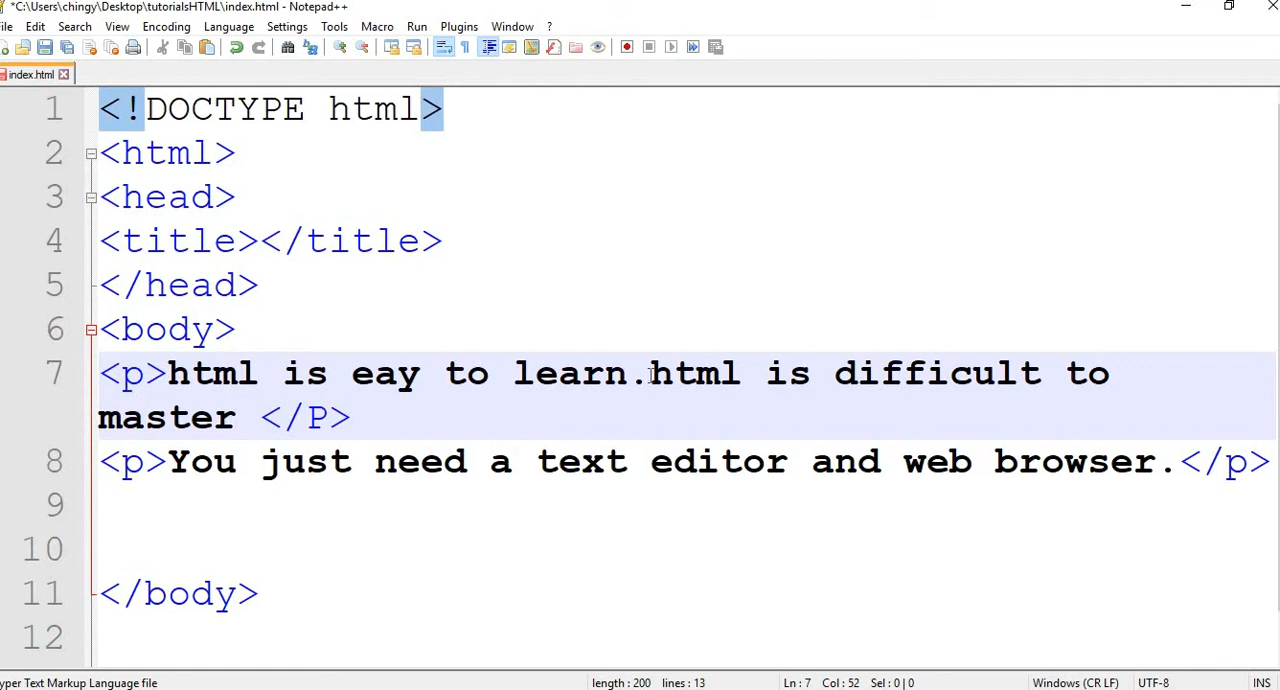 *C:\Users\chingy\Desktop\tutorialsHTML\index.html - Notepad++
File Edit Search View Encoding Language Settings Tools Macro Run Plugins Window ?
index.html
1 <!DOCTYPE html>
2 <html>
3 <head>
4 <title></title>
5 </head>
6 <body>
7 <p>html is eay to learn.html is difficult to
master </P>
8 <p>You just need a text editor and web browser.</p>
9
10
11 </body>
12
yper Text Markup Language file length : 200 lines : 13 Ln : 7 Col : 52 Sel : 0 | 0 Windows (CR LF) UTF-8 INS